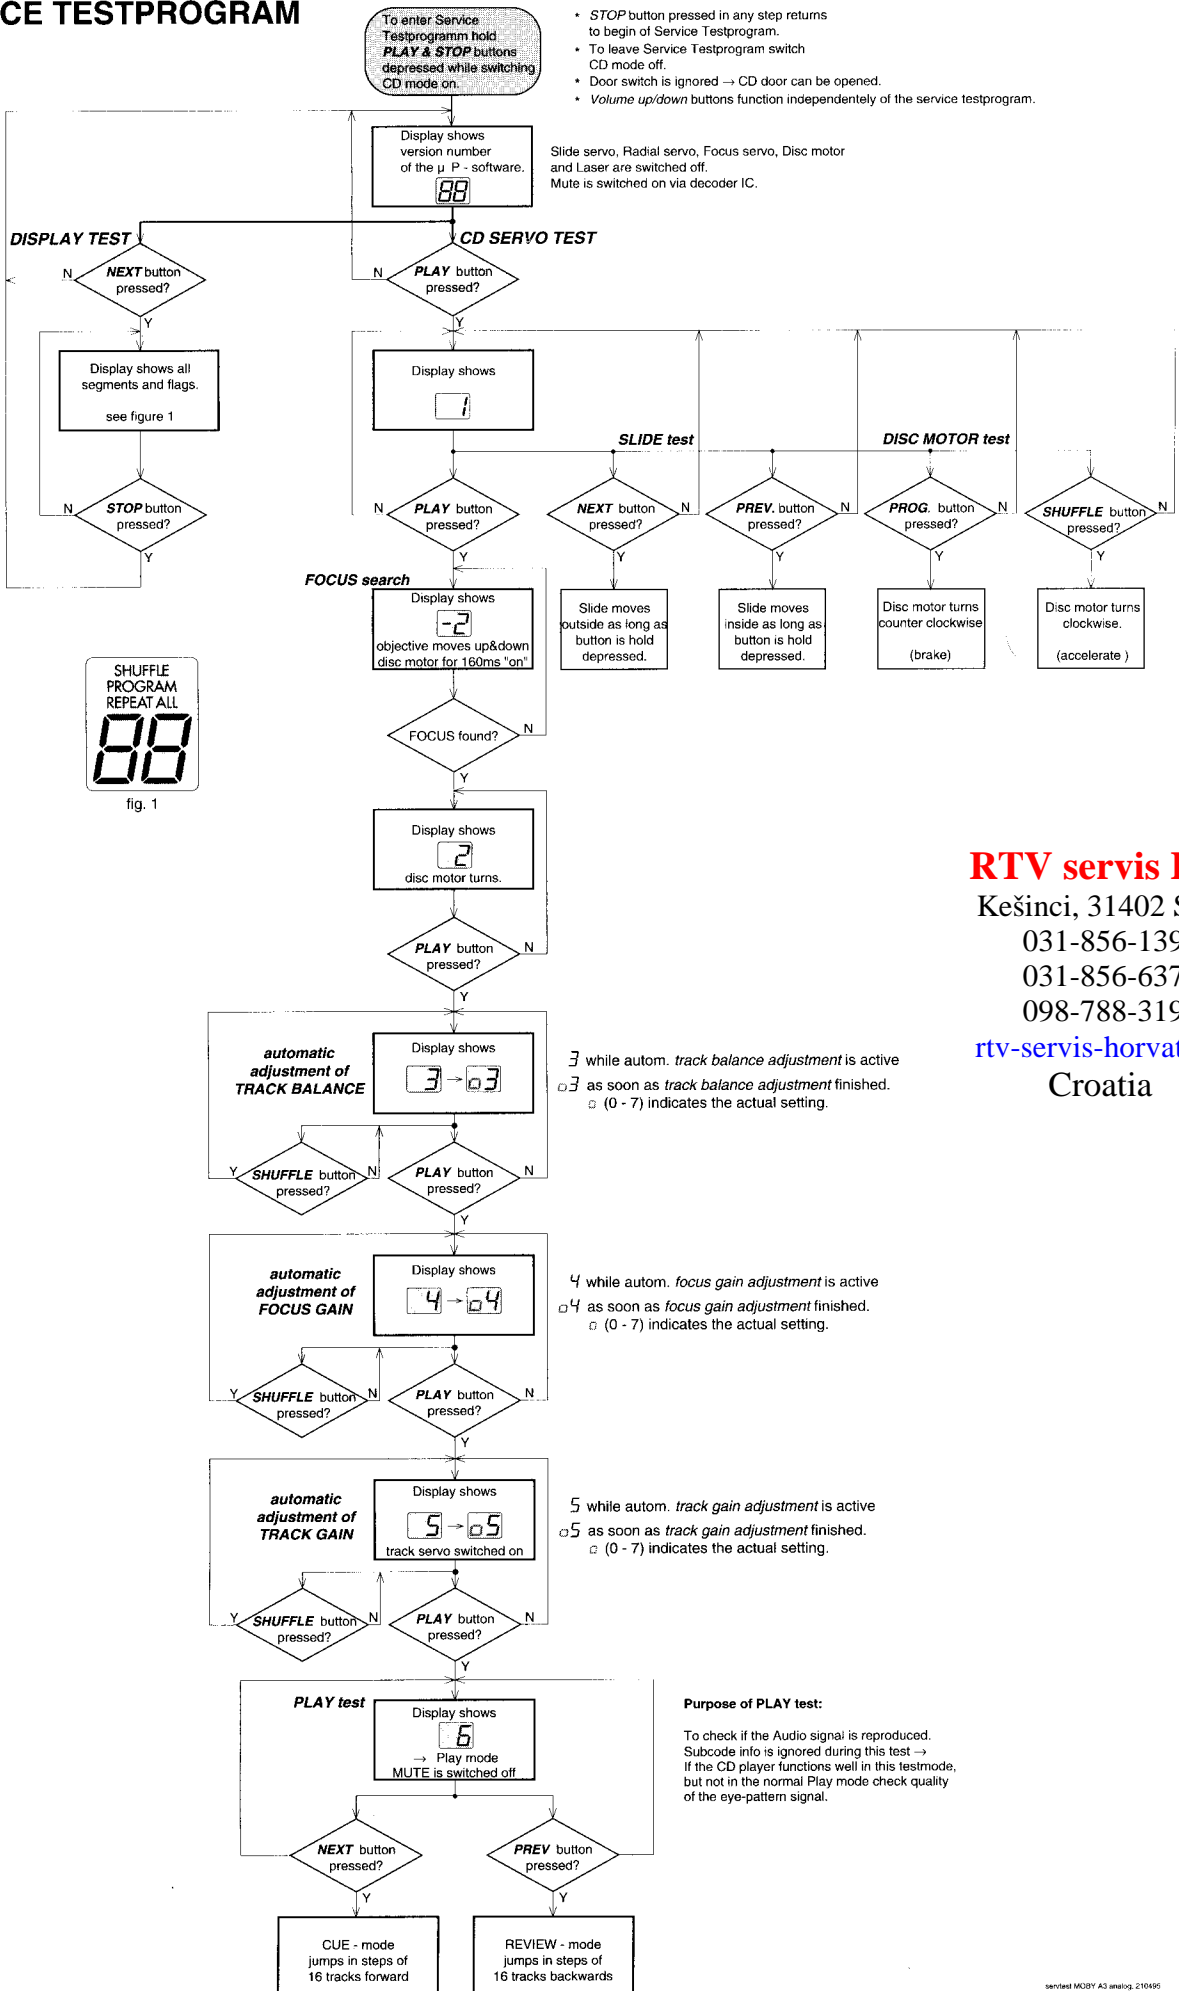 CE TESTPROGRAM
To enter Service
Testprogramm hold
PLAY & STOP buttons
depressed while switching
CD mode on.
* STOP button pressed in any step returns
to begin of Service Testprogram.
* To leave Service Testprogram switch
CD mode off.
* Door switch is ignored → CD door can be opened.
* Volume up/down buttons function independentely of the service testprogram.
Display shows
version number
of the µ P - software.
88
Slide servo, Radial servo, Focus servo, Disc motor
and Laser are switched off.
Mute is switched on via decoder IC.
DISPLAY TEST
CD SERVO TEST
NEXT button
pressed?
N
Y
PLAY button
pressed?
N
Y
Display shows all
segments and flags.
see figure 1
Display shows
1
SLIDE test
DISC MOTOR test
STOP button
pressed?
N
Y
PLAY button
pressed?
N
Y
NEXT button
pressed?
N
Y
PREV. button
pressed?
N
Y
PROG. button
pressed?
N
Y
SHUFFLE button
pressed?
N
Y
FOCUS search
Display shows
-2
objective moves up&down
disc motor for 160ms "on"
Slide moves
outside as long as
button is hold
depressed.
Slide moves
inside as long as
button is hold
depressed.
Disc motor turns
counter clockwise
(brake)
Disc motor turns
clockwise.
(accelerate )
SHUFFLE
PROGRAM
REPEAT ALL
88
fig. 1
FOCUS found?
N
Y
Display shows
2
disc motor turns.
PLAY button
pressed?
N
Y
RTV servis
Kešinci, 31402
031-856-139
031-856-637
098-788-319
rtv-servis-horvat
Croatia
automatic
adjustment of
TRACK BALANCE
Display shows
3 → o3
3 while autom. track balance adjustment is active
o3 as soon as track balance adjustment finished.
o (0 - 7) indicates the actual setting.
Y
SHUFFLE button
pressed?
N
PLAY button
pressed?
N
Y
automatic
adjustment of
FOCUS GAIN
Display shows
4 → o4
4 while autom. focus gain adjustment is active
o4 as soon as focus gain adjustment finished.
o (0 - 7) indicates the actual setting.
Y
SHUFFLE button
pressed?
N
PLAY button
pressed?
N
Y
automatic
adjustment of
TRACK GAIN
Display shows
5 → o5
track servo switched on
5 while autom. track gain adjustment is active
o5 as soon as track gain adjustment finished.
o (0 - 7) indicates the actual setting.
Y
SHUFFLE button
pressed?
N
PLAY button
pressed?
N
Y
PLAY test
Display shows
6
→ Play mode
MUTE is switched off
Purpose of PLAY test:
To check if the Audio signal is reproduced.
Subcode info is ignored during this test →
If the CD player functions well in this testmode,
but not in the normal Play mode check quality
of the eye-pattern signal.
NEXT button
pressed?
Y
PREV button
pressed?
Y
CUE - mode
jumps in steps of
16 tracks forward
REVIEW - mode
jumps in steps of
16 tracks backwards
servtest MOBY A3 analog, 210495